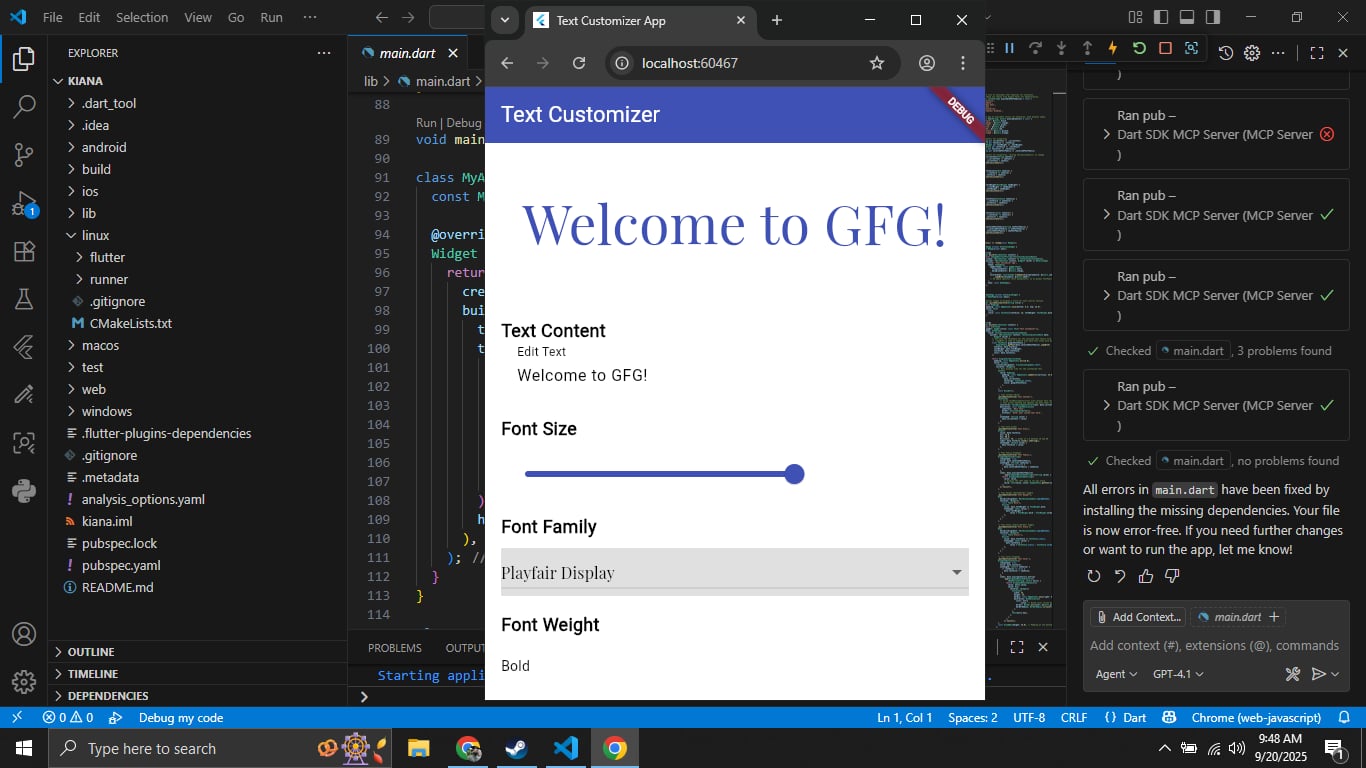 File Edit Selection View Go Run ···
EXPLORER
KIANA
.dart_tool
.idea
android
build
ios
lib
linux
flutter
runner
.gitignore
CMakeLists.txt
macos
test
web
windows
.flutter-plugins-dependencies
.gitignore
.metadata
analysis_options.yaml
kiana.iml
pubspec.lock
pubspec.yaml
README.md
OUTLINE
TIMELINE
DEPENDENCIES
main.dart
lib > main.dart >
88
Run | Debug
89 void main
90
91 class MyA
92 const M
93
94 @overri
95 Widget
96 return
97 cre
98 bui
99 t
100 t
101
102
103
104
105
106
107
108 )
109 h
110 ),
111 ); //
112 }
113 }
114
PROBLEMS OUTPU
Starting appli
Text Customizer App
localhost:60467
Text Customizer
DEBUG
Welcome to GFG!
Text Content
Edit Text
Welcome to GFG!
Font Size
Font Family
Playfair Display
Font Weight
Bold
)
Ran pub –
Dart SDK MCP Server (MCP Server
)
Ran pub –
Dart SDK MCP Server (MCP Server
)
Ran pub –
Dart SDK MCP Server (MCP Server
)
Checked main.dart , 3 problems found
Ran pub –
Dart SDK MCP Server (MCP Server
)
Checked main.dart , no problems found
All errors in main.dart have been fixed by
installing the missing dependencies. Your file
is now error-free. If you need further changes
or want to run the app, let me know!
Add Context... main.dart +
Add context (#), extensions (@), commands
Agent GPT-4.1
1
0 0 Debug my code
Ln 1, Col 1 Spaces: 2 UTF-8 CRLF {} Dart Chrome (web-javascript)
Type here to search
9:48 AM
9/20/2025
1